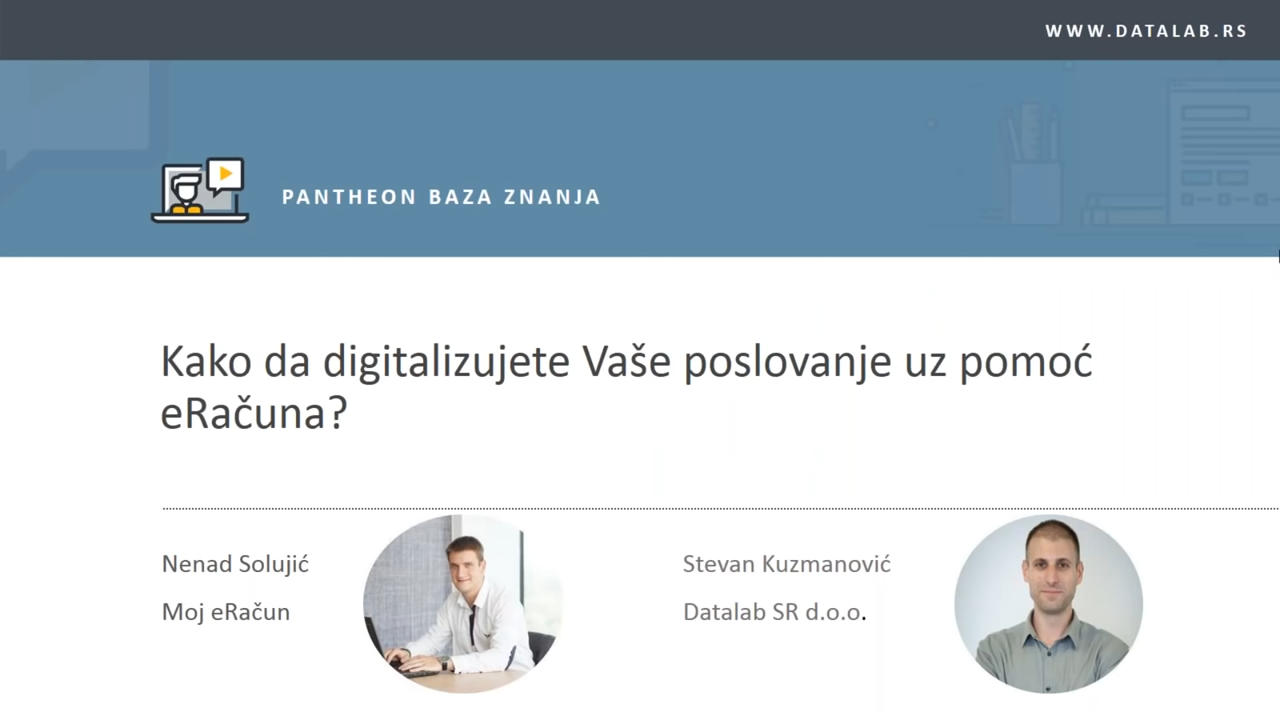 WWW.DATALAB.RS
PANTHEON BAZA ZNANJA
Kako da digitalizujete Vaše poslovanje uz pomoć
eRačuna?
Nenad Solujić
Moj eRačun
Stevan Kuzmanović
Datalab SR d.o.o.